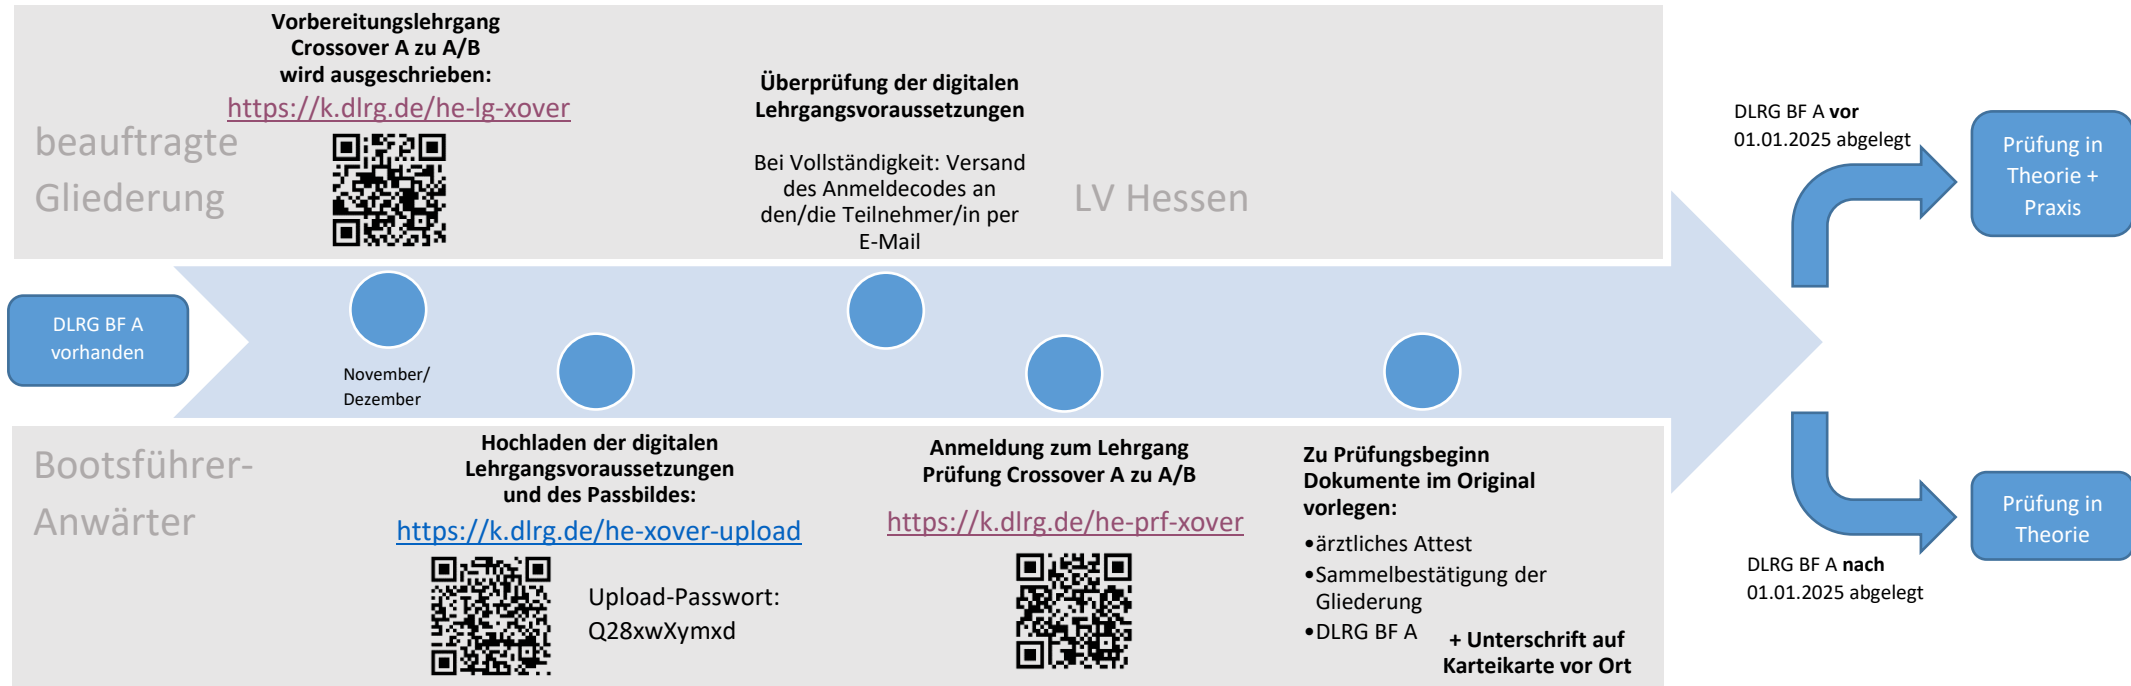 Vorbereitungslehrgang
Crossover A zu A/B
wird ausgeschrieben:
https://k.dlrg.de/he-lg-xover
beauftragte
Gliederung
Überprüfung der digitalen
Lehrgangsvoraussetzungen
Bei Vollständigkeit: Versand
des Anmeldecodes an
den/die Teilnehmer/in per
E-Mail
LV Hessen
DLRG BF A vor
01.01.2025 abgelegt
Prüfung in
Theorie +
Praxis
DLRG BF A
vorhanden
November/
Dezember
Bootsführer-
Anwärter
Hochladen der digitalen
Lehrgangsvoraussetzungen
und des Passbildes:
https://k.dlrg.de/he-xover-upload
Upload-Passwort:
Q28xwXymxd
Anmeldung zum Lehrgang
Prüfung Crossover A zu A/B
https://k.dlrg.de/he-prf-xover
Zu Prüfungsbeginn
Dokumente im Original
vorlegen:
•ärztliches Attest
•Sammelbestätigung der
Gliederung
•DLRG BF A
+ Unterschrift auf
Karteikarte vor Ort
Prüfung in
Theorie
DLRG BF A nach
01.01.2025 abgelegt